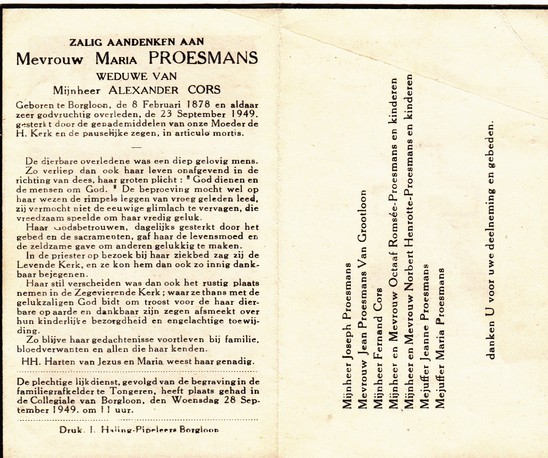 ZALIG AANDENKEN AAN
Mevrouw MARIA PROESMANS
WEDUWE VAN
Mijnheer ALEXANDER CORS
Geboren te Borgloon, de 8 Februari 1878 en aldaar
zeer godvruchtig overleden, de 23 September 1949.
gesterkt door de genademiddelen van onze Moeder de
H. Kerk en de pauselijke zegen, in articulo mortis.
De dierbare overledene was een diep gelovig mens.
Zo verliep dan ook haar leven onafgewend in de
richting van dees, haar groten plicht : " God dienen en
de mensen om God. " De beproeving mocht wel op
haar wezen de rimpels leggen van vroeg geleden leed,
zij vermocht niet de eeuwige glimlach te vervagen, die
vreedzaam speelde om haar vredig geluk.
Haar Godsbetrouwen, dagelijks gesterkt door het
gebed en de sacramenten, gaf haar de levensmoed en
de zeldzame gave om anderen gelukkig te maken.
In de priester op bezoek bij haar ziekbed zag zij de
Levende Kerk, en ze kon hem dan ook zo innig dank-
baar bejegenen.
Haar stil verscheiden was dan ook het rustig plaats
nemen in de Zegevierende Kerk ; waar ze thans met de
gelukzaligen God bidt om troost voor de haar dier-
bare op aarde en dankbaar zijn zegen afsmeekt over
hun kinderlijke bezorgdheid en engelachtige toewij-
ding.
Zo blijve haar gedachtenisse voortleven bij familie,
bloedverwanten en allen die haar kenden.
HH. Harten van Jezus en Maria weest haar genadig.
De plechtige lijkdienst, gevolgd van de begraving in de
familiegrafkelder te Tongeren, heeft plaats gehad in
de Collegiale van Borgloon, den Woensdag 28 Sep-
tember 1949. om 11 uur.
Druk. J. Haling-Pipeleers Borgloon
Mijnheer Joseph Proesmans
Mevrouw Jean Proesmans Van Grootloon
Mijnheer Fernand Cors
Mijnheer en Mevrouw Octaaf Romsée-Proesmans en kinderen
Mijnheer en Mevrouw Norbert Henrotte-Proesmans en kinderen
Mejuffer Jeanne Proesmans
Mejuffer Maria Proesmans
danken U voor uwe deelneming en gebeden.